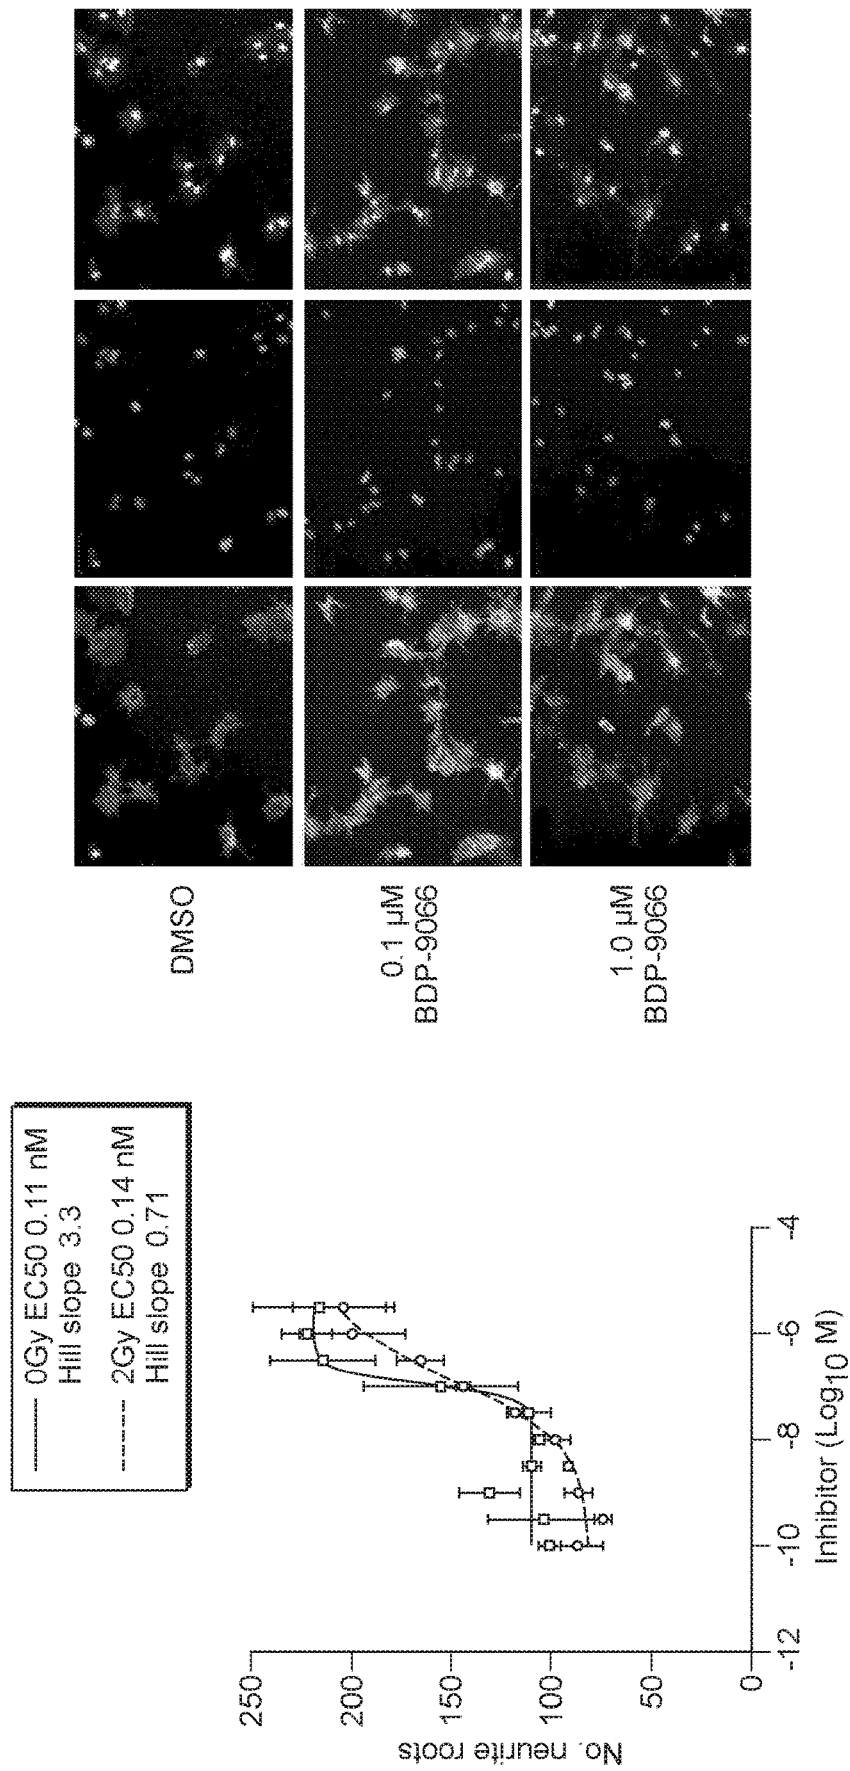 0Gy EC50 0.11 nM
Hill slope 3.3
2Gy EC50 0.14 nM
Hill slope 0.71
No. neurite roots
250
200
150
100
50
0
-12
-10
-8
-6
-4
Inhibitor (Log10 M)
DMSO
0.1 µM
BDP-9066
1.0 µM
BDP-9066